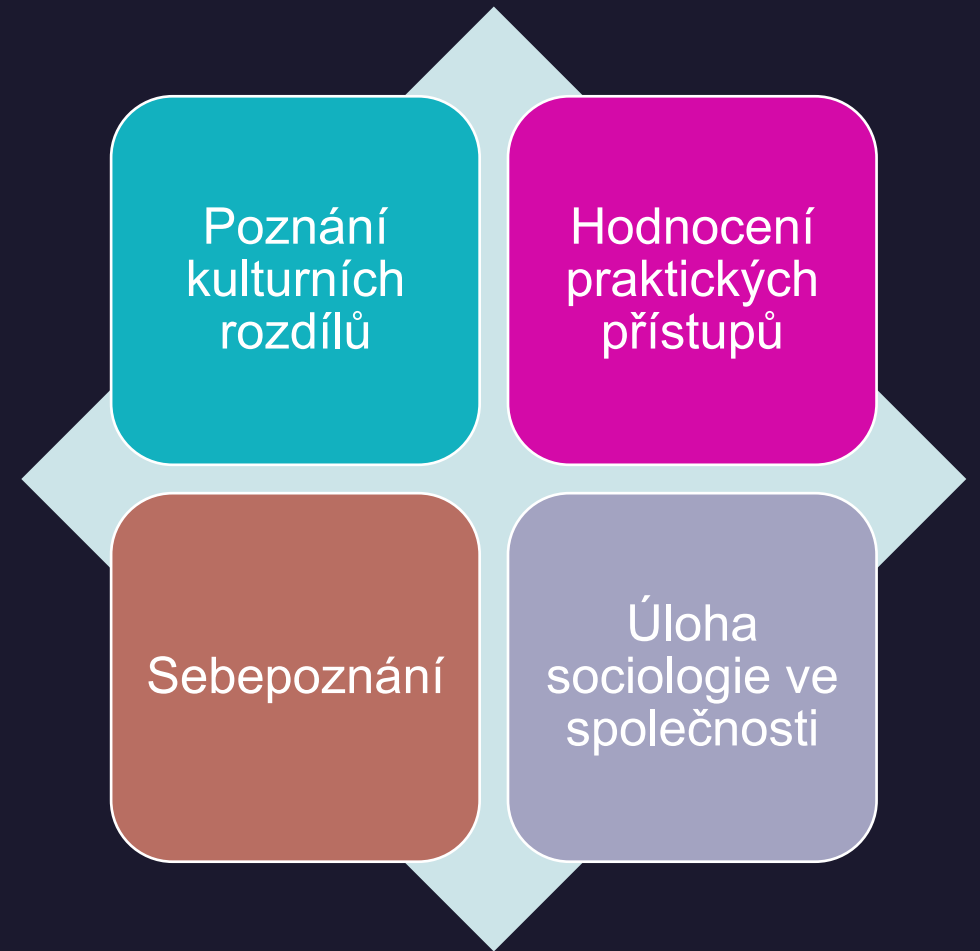 Poznání
kulturních
rozdílů
Hodnocení
praktických
přístupů
Sebepoznání
Úloha
sociologie ve
společnosti